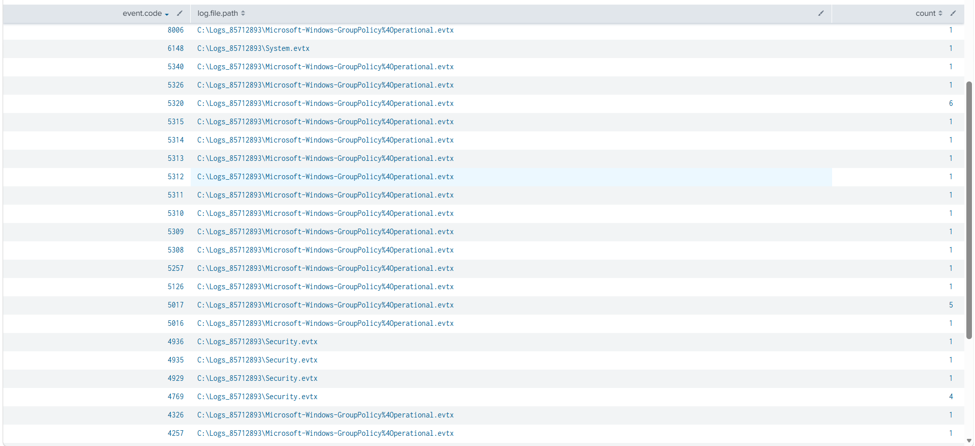 event.code log.file.path count
8006 C:\Logs_85712893\Microsoft-Windows-GroupPolicy%4Operational.evtx 1
6148 C:\Logs_85712893\System.evtx 1
5340 C:\Logs_85712893\Microsoft-Windows-GroupPolicy%4Operational.evtx 1
5326 C:\Logs_85712893\Microsoft-Windows-GroupPolicy%4Operational.evtx 1
5320 C:\Logs_85712893\Microsoft-Windows-GroupPolicy%4Operational.evtx 6
5315 C:\Logs_85712893\Microsoft-Windows-GroupPolicy%4Operational.evtx 1
5314 C:\Logs_85712893\Microsoft-Windows-GroupPolicy%4Operational.evtx 1
5313 C:\Logs_85712893\Microsoft-Windows-GroupPolicy%4Operational.evtx 1
5312 C:\Logs_85712893\Microsoft-Windows-GroupPolicy%4Operational.evtx 1
5311 C:\Logs_85712893\Microsoft-Windows-GroupPolicy%4Operational.evtx 1
5310 C:\Logs_85712893\Microsoft-Windows-GroupPolicy%4Operational.evtx 1
5309 C:\Logs_85712893\Microsoft-Windows-GroupPolicy%4Operational.evtx 1
5308 C:\Logs_85712893\Microsoft-Windows-GroupPolicy%4Operational.evtx 1
5257 C:\Logs_85712893\Microsoft-Windows-GroupPolicy%4Operational.evtx 1
5126 C:\Logs_85712893\Microsoft-Windows-GroupPolicy%4Operational.evtx 1
5017 C:\Logs_85712893\Microsoft-Windows-GroupPolicy%4Operational.evtx 5
5016 C:\Logs_85712893\Microsoft-Windows-GroupPolicy%4Operational.evtx 1
4936 C:\Logs_85712893\Security.evtx 1
4935 C:\Logs_85712893\Security.evtx 1
4929 C:\Logs_85712893\Security.evtx 1
4769 C:\Logs_85712893\Security.evtx 4
4326 C:\Logs_85712893\Microsoft-Windows-GroupPolicy%4Operational.evtx 1
4257 C:\Logs_85712893\Microsoft-Windows-GroupPolicy%4Operational.evtx 1